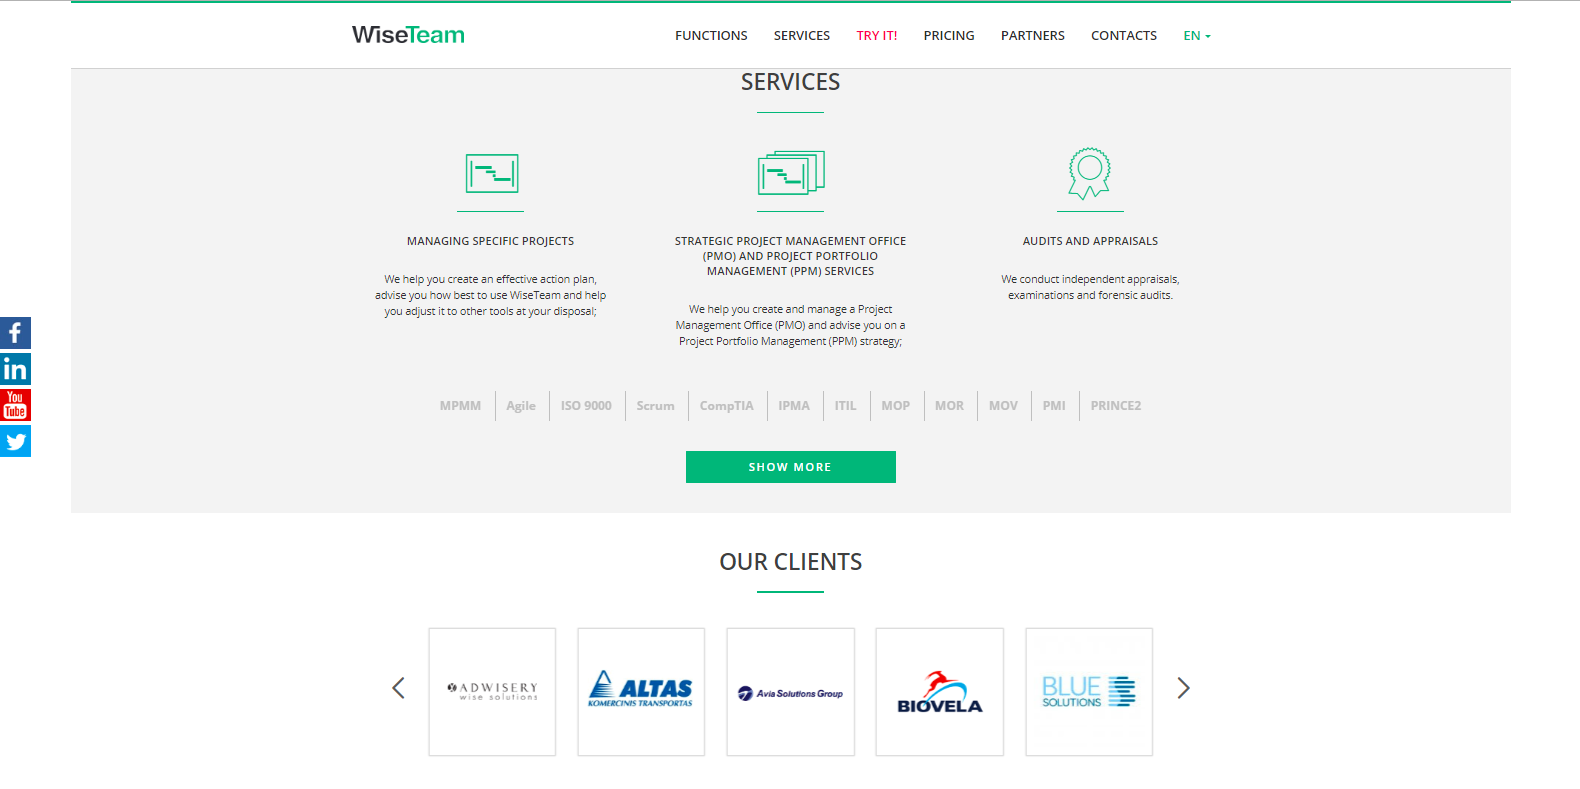 WiseTeam
FUNCTIONS SERVICES TRY IT! PRICING PARTNERS CONTACTS EN
SERVICES
MANAGING SPECIFIC PROJECTS
We help you create an effective action plan,
advise you how best to use WiseTeam and help
you adjust it to other tools at your disposal;
STRATEGIC PROJECT MANAGEMENT OFFICE
(PMO) AND PROJECT PORTFOLIO
MANAGEMENT (PPM) SERVICES
We help you create and manage a Project
Management Office (PMO) and advise you on a
Project Portfolio Management (PPM) strategy;
AUDITS AND APPRAISALS
We conduct independent appraisals,
examinations and forensic audits.
f
in
You
Tube
MPMM Agile ISO 9000 Scrum CompTIA IPMA ITIL MOP MOR MOV PMI PRINCE2
SHOW MORE
OUR CLIENTS
ADWISERY
wise solutions
ALTAS
KOMERCINIS TRANSPORTAS
Avia Solutions Group
BIOVELA
BLUE
SOLUTIONS